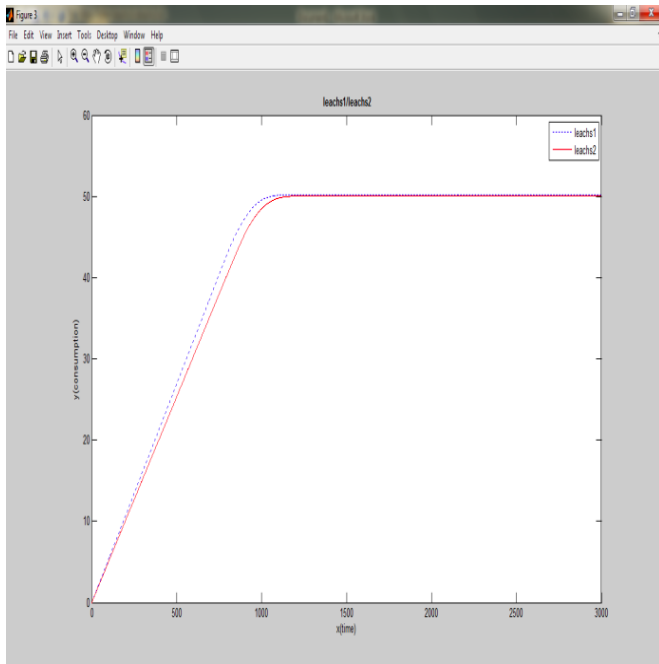 Figure 3
File Edit View Insert Tools Desktop Window Help
leachs1/leachs2
leachs1
leachs2
60
50
40
30
20
10
0
y(consumption)
0 500 1000 1500 2000 2500 3000
x(time)